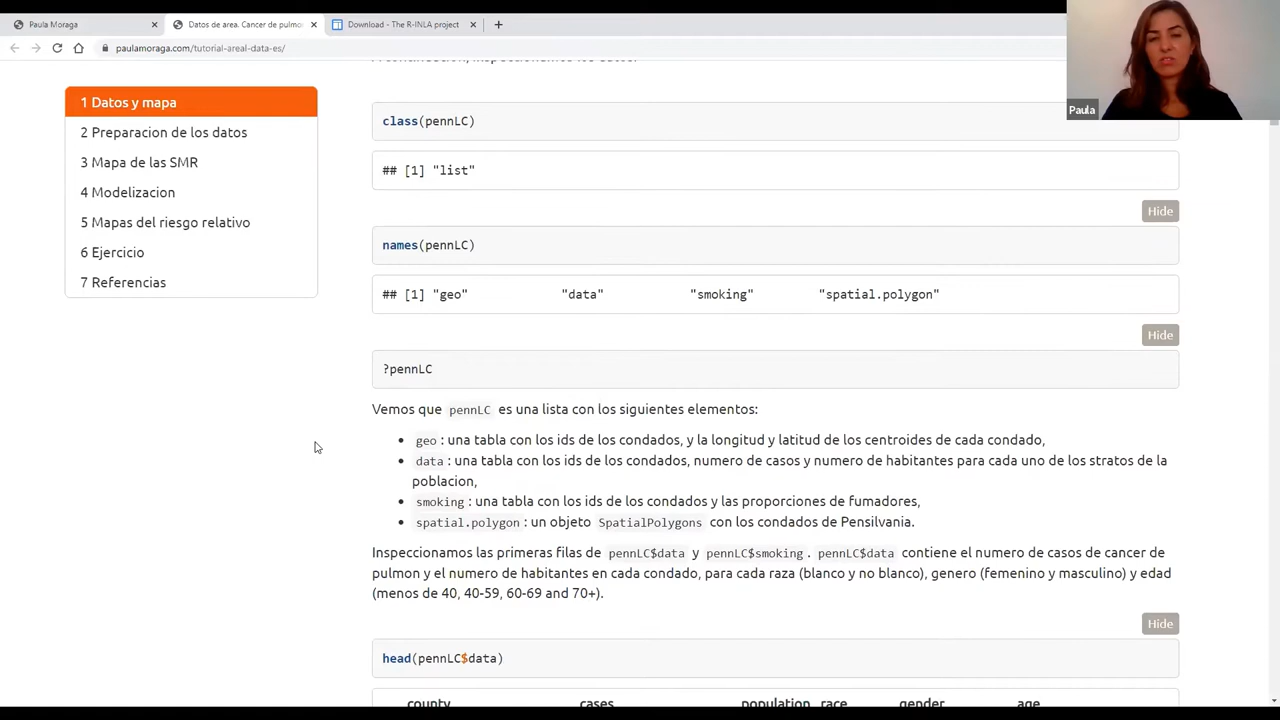 Paula Moraga
Datos de area. Cancer de pulmo
Download - The R-INLA project
paulamoraga.com/tutorial-areal-data-es/
Paula
1 Datos y mapa
2 Preparacion de los datos
3 Mapa de las SMR
4 Modelizacion
5 Mapas del riesgo relativo
6 Ejercicio
7 Referencias
class(pennLC)
## [1] "list"
Hide
names(pennLC)
## [1] "geo" "data" "smoking" "spatial.polygon"
Hide
?pennLC
Vemos que pennLC es una lista con los siguientes elementos:
• geo : una tabla con los ids de los condados, y la longitud y latitud de los centroides de cada condado,
• data : una tabla con los ids de los condados, numero de casos y numero de habitantes para cada uno de los stratos de la
poblacion,
• smoking : una tabla con los ids de los condados y las proporciones de fumadores,
• spatial.polygon : un objeto SpatialPolygons con los condados de Pensilvania.
Inspeccionamos las primeras filas de pennLC$data y pennLC$smoking . pennLC$data contiene el numero de casos de cancer de
pulmon y el numero de habitantes en cada condado, para cada raza (blanco y no blanco), genero (femenino y masculino) y edad
(menos de 40, 40-59, 60-69 and 70+).
Hide
head(pennLC$data)
county cases population race gender age